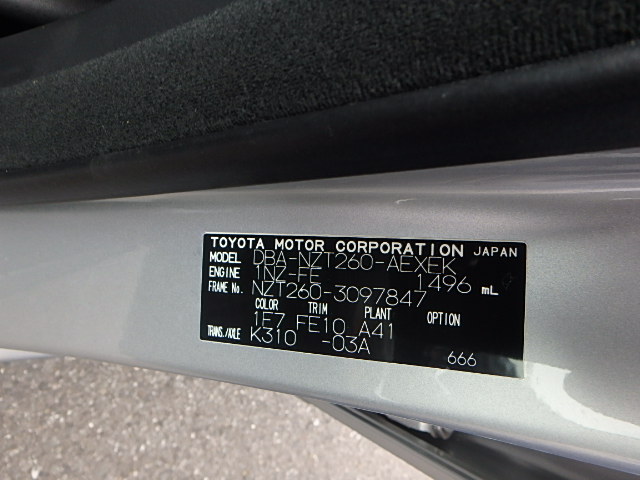 TOYOTA MOTOR CORPORATION JAPAN
MODEL DBA-NZT260-AEXEK
ENGINE 1NZ-FE 1496 mL
FRAME No. NZT260-3097847
COLOR TRIM PLANT OPTION
1E7 FE10 A41
TRANS./AXLE K310 -03A
666